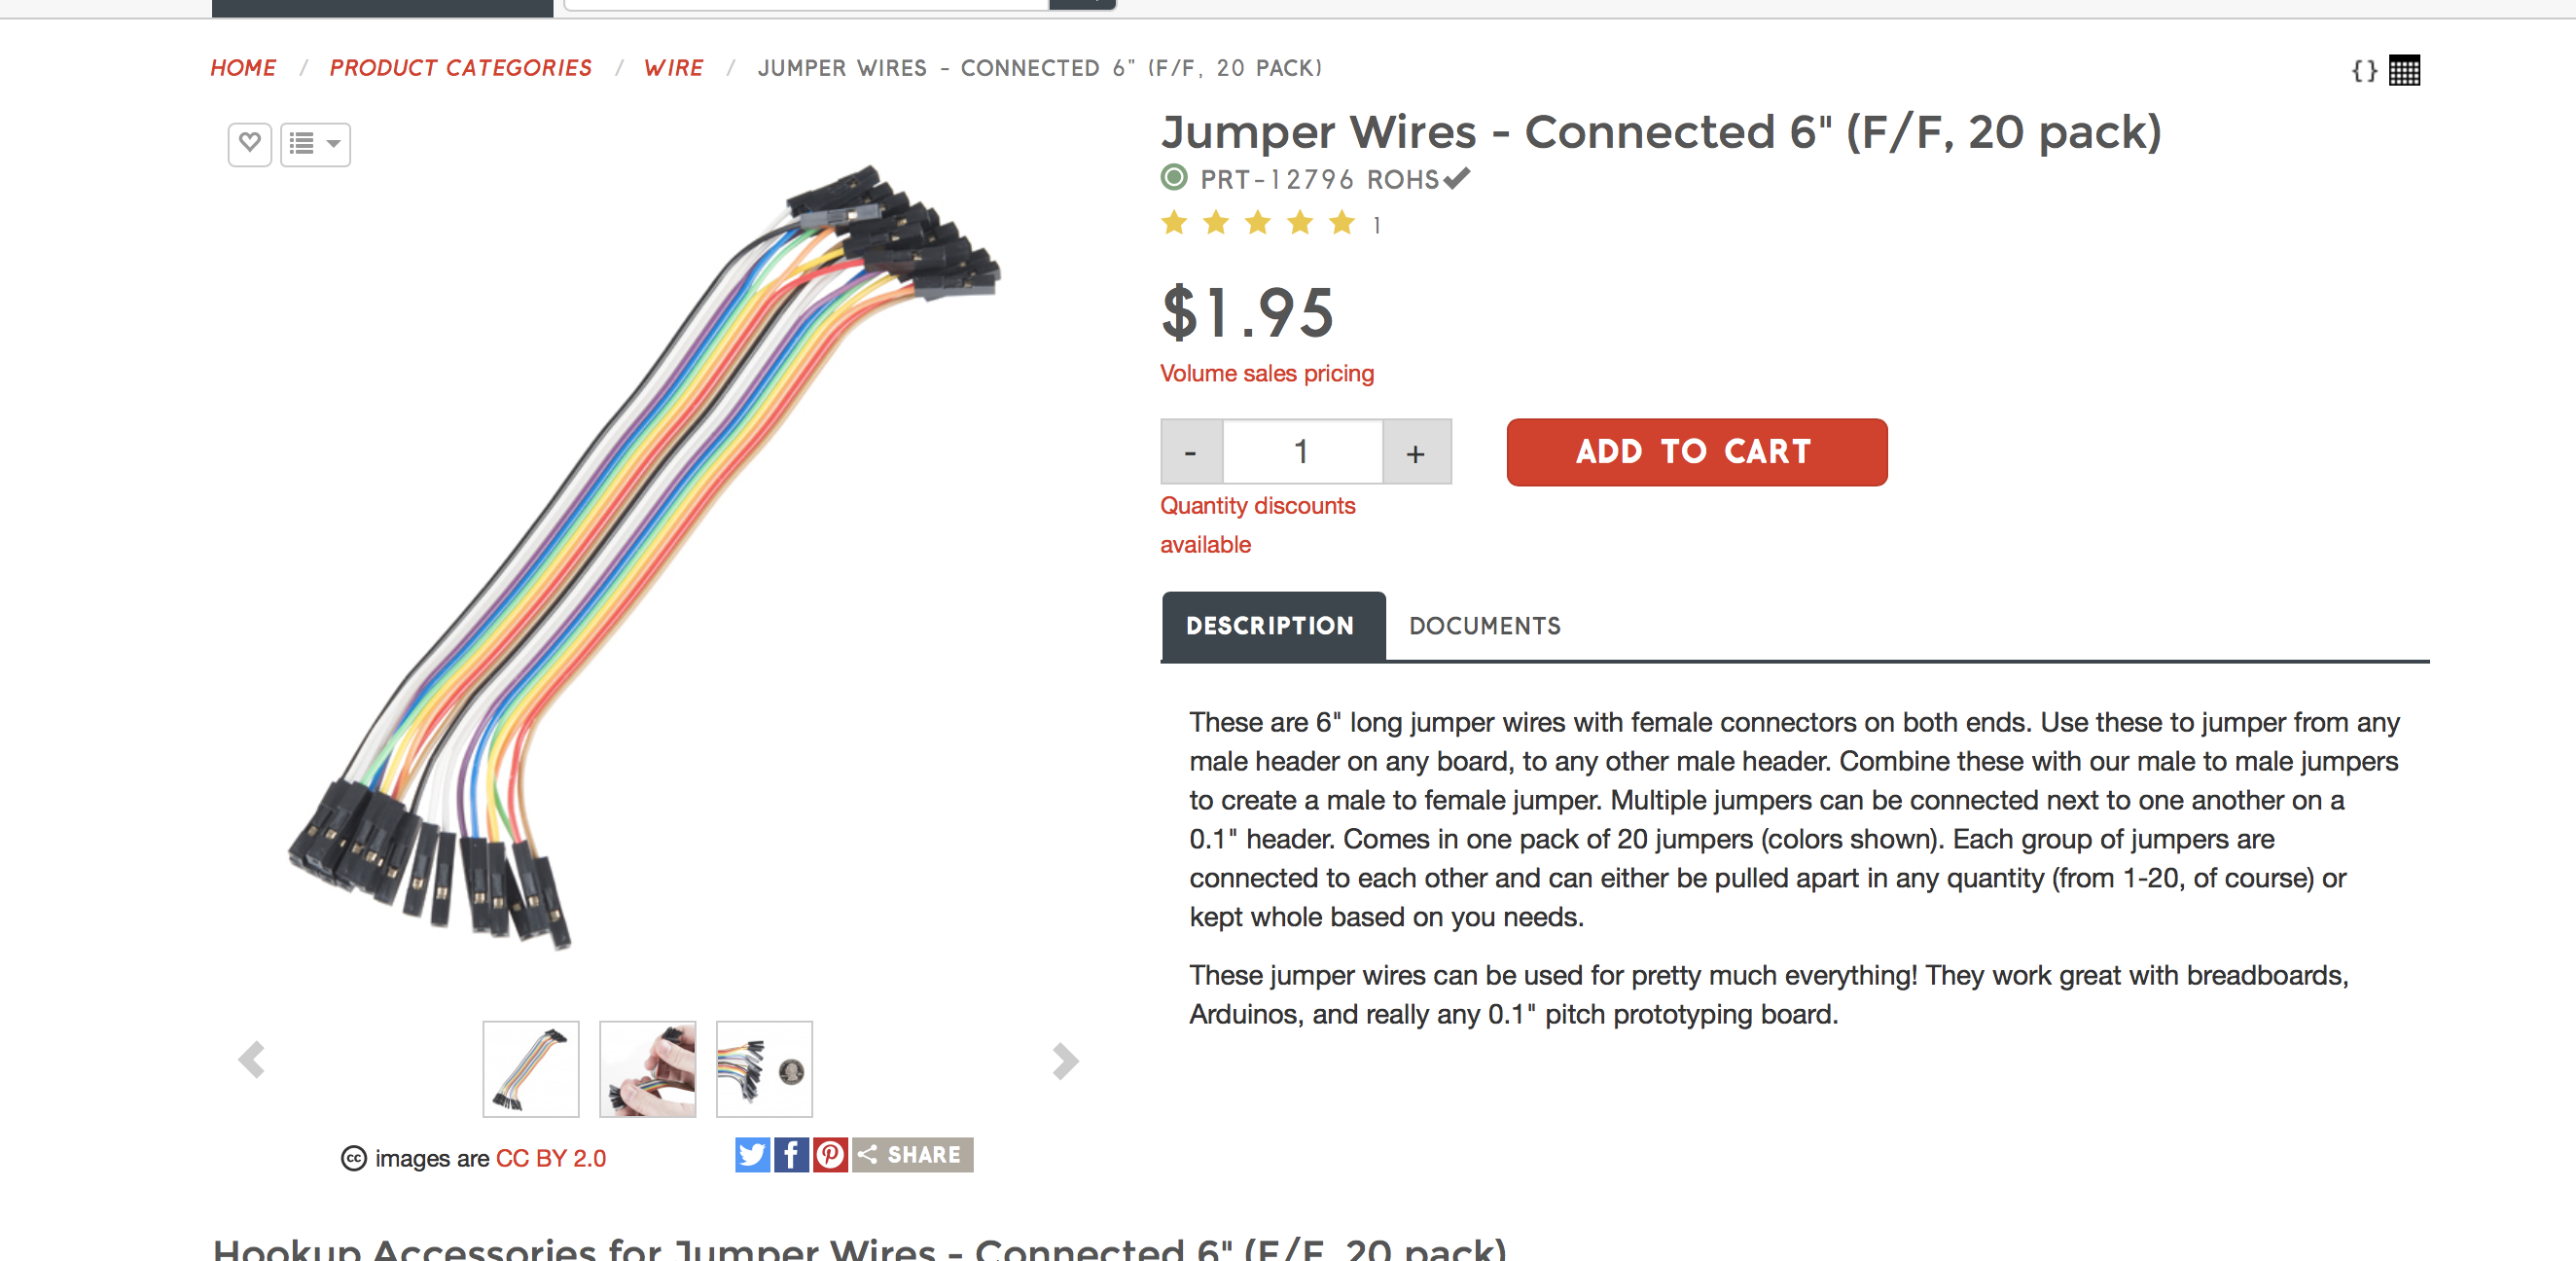 HOME / PRODUCT CATEGORIES / WIRE / JUMPER WIRES - CONNECTED 6" (F/F, 20 PACK)
{}
Jumper Wires - Connected 6" (F/F, 20 pack)
PRT-12796 ROHS✔
1
$1.95
Volume sales pricing
- 1 +
ADD TO CART
Quantity discounts
available
DESCRIPTION
DOCUMENTS
These are 6" long jumper wires with female connectors on both ends. Use these to jumper from any
male header on any board, to any other male header. Combine these with our male to male jumpers
to create a male to female jumper. Multiple jumpers can be connected next to one another on a
0.1" header. Comes in one pack of 20 jumpers (colors shown). Each group of jumpers are
connected to each other and can either be pulled apart in any quantity (from 1-20, of course) or
kept whole based on you needs.
These jumper wires can be used for pretty much everything! They work great with breadboards,
Arduinos, and really any 0.1" pitch prototyping board.
cc images are CC BY 2.0
SHARE
Hookup Accessories for Jumper Wires - Connected 6" (F/F, 20 pack)